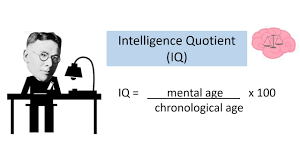 Intelligence Quotient
(IQ)
IQ = mental age x 100
chronological age